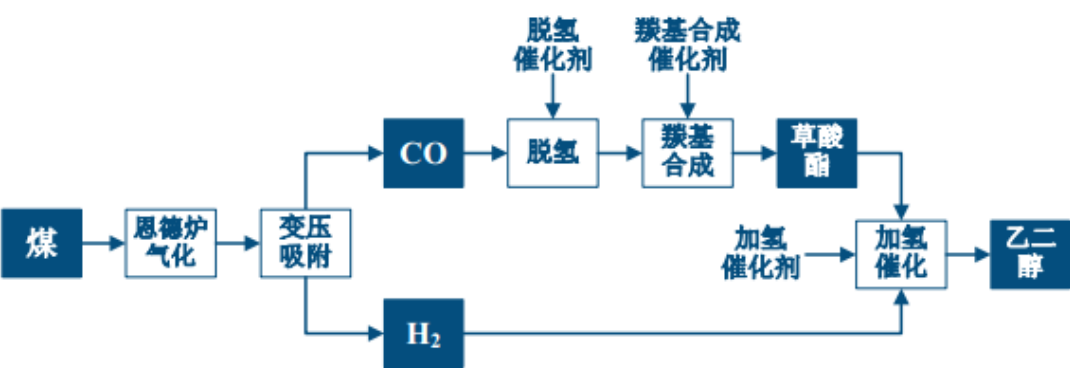 脱氢
催化剂
羰基合成
催化剂
CO
脱氢
羰基
合成
草酸
酯
煤
恩德炉
气化
变压
吸附
加氢
催化剂
加氢
催化
乙二
醇
H₂